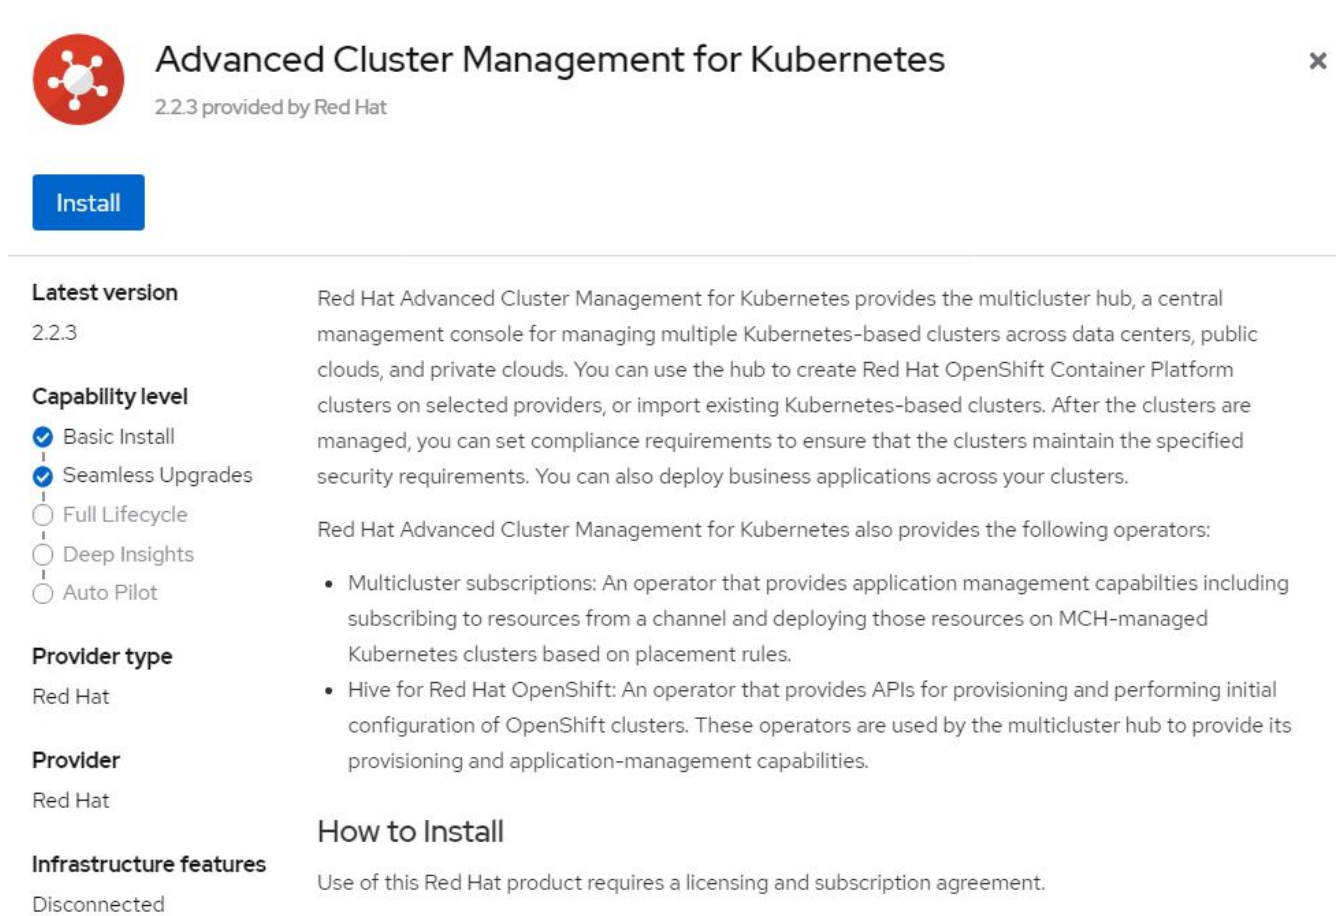 Advanced Cluster Management for Kubernetes
2.2.3 provided by Red Hat
Install
Latest version
2.2.3
Capability level
Basic Install
Seamless Upgrades
Full Lifecycle
Deep Insights
Auto Pilot
Provider type
Red Hat
Provider
Red Hat
Infrastructure features
Disconnected
Red Hat Advanced Cluster Management for Kubernetes provides the multicluster hub, a central
management console for managing multiple Kubernetes-based clusters across data centers, public
clouds, and private clouds. You can use the hub to create Red Hat OpenShift Container Platform
clusters on selected providers, or import existing Kubernetes-based clusters. After the clusters are
managed, you can set compliance requirements to ensure that the clusters maintain the specified
security requirements. You can also deploy business applications across your clusters.
Red Hat Advanced Cluster Management for Kubernetes also provides the following operators:
• Multicluster subscriptions: An operator that provides application management capabilties including
subscribing to resources from a channel and deploying those resources on MCH-managed
Kubernetes clusters based on placement rules.
• Hive for Red Hat OpenShift: An operator that provides APIs for provisioning and performing initial
configuration of OpenShift clusters. These operators are used by the multicluster hub to provide its
provisioning and application-management capabilities.
How to Install
Use of this Red Hat product requires a licensing and subscription agreement.